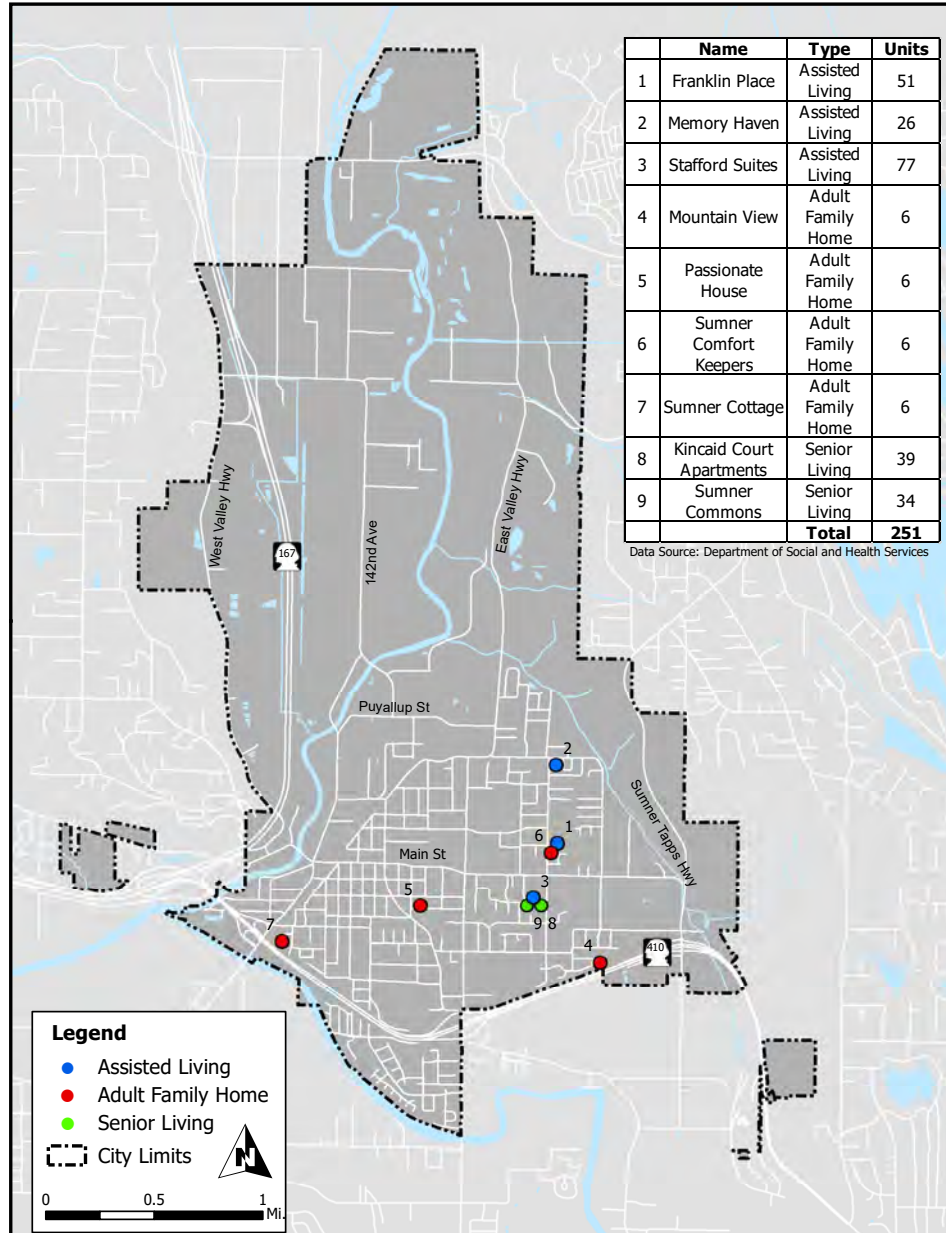 Name Type Units
1 Franklin Place Assisted Living 51
2 Memory Haven Assisted Living 26
3 Stafford Suites Assisted Living 77
4 Mountain View Adult Family Home 6
5 Passionate House Adult Family Home 6
6 Sumner Comfort Keepers Adult Family Home 6
7 Sumner Cottage Adult Family Home 6
8 Kincaid Court Apartments Senior Living 39
9 Sumner Commons Senior Living 34
Total 251
Data Source: Department of Social and Health Services
West Valley Hwy
167
142nd Ave
East Valley Hwy
Puyallup St
2
Sumner Tapps Hwy
1
6
Main St
3
5
9 8
7
4
410
Legend
Assisted Living
Adult Family Home
Senior Living
City Limits
N
0 0.5 1
Mi.